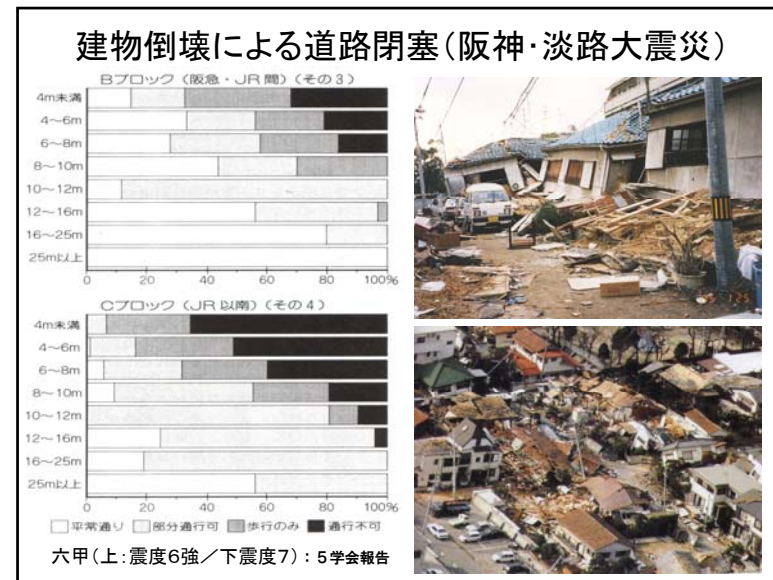 建物倒壊による道路閉塞(阪神・淡路大震災)
Bブロック(阪急・JR間)(その3)
4m未満
4~6m
6~8m
8~10m
10~12m
12~16m
16~25m
25m以上
0 20 40 60 80 100%
Cブロック(JR以南)(その4)
4m未満
4~6m
6~8m
8~10m
10~12m
12~16m
16~25m
25m以上
0 20 40 60 80 100%
平常通り 部分通行可 歩行のみ 通行不可
六甲(上:震度6強/下震度7):5学会報告